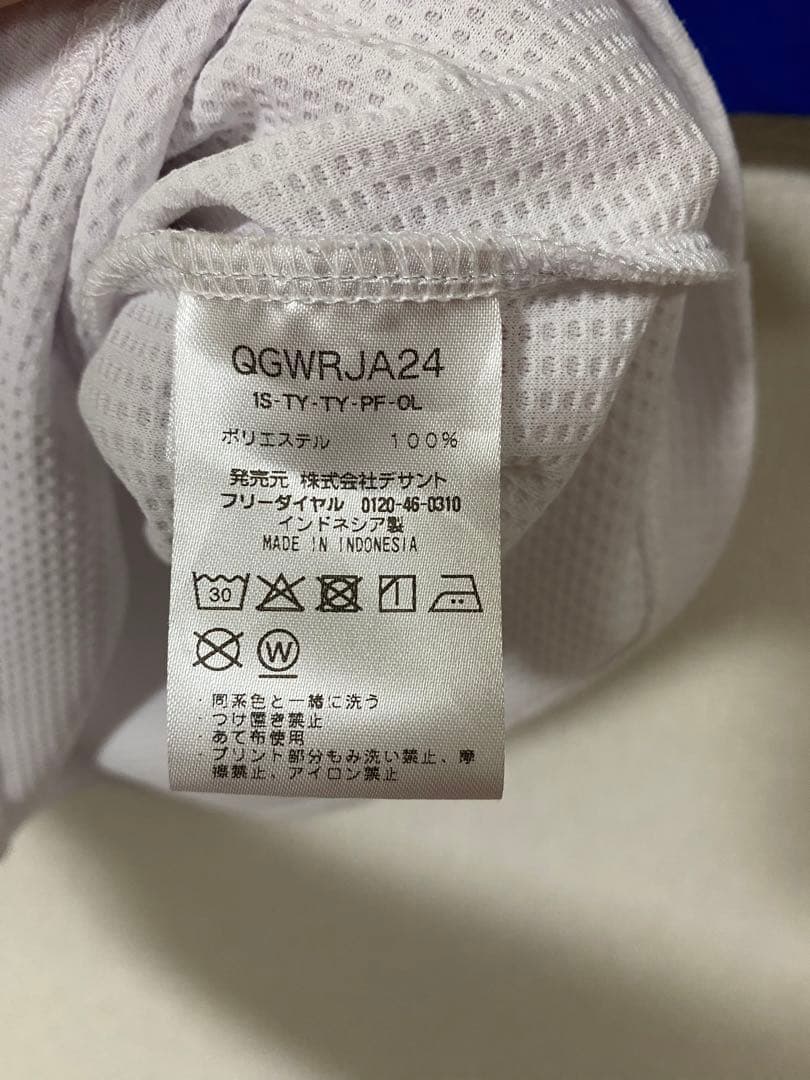 QGWRJA24
1S-TY-TY-PF-OL
ポリエステル 100%
発売元 株式会社デサント
フリーダイヤル 0120-46-0310
インドネシア製
MADE IN INDONESIA
30
W
・同系色と一緒に洗う
・つけ置き禁止
・あて布使用
・プリント部分もみ洗い禁止、摩
擦禁止、アイロン禁止